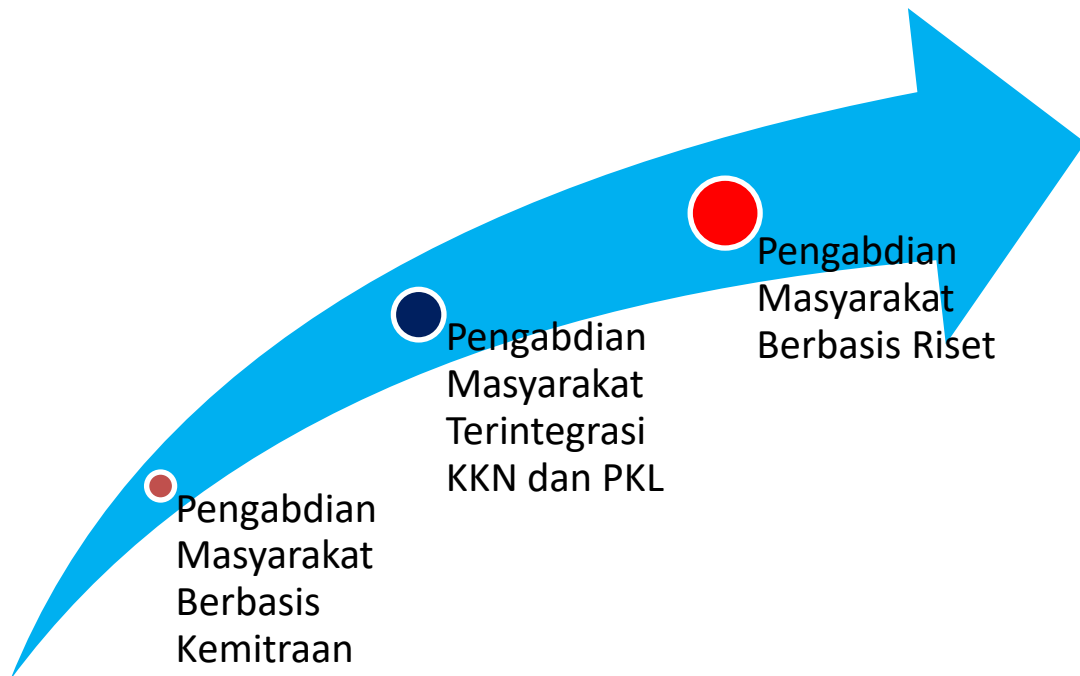 Pengabdian
Masyarakat
Berbasis
Kemitraan
Pengabdian
Masyarakat
Terintegrasi
KKN dan PKL
Pengabdian
Masyarakat
Berbasis Riset